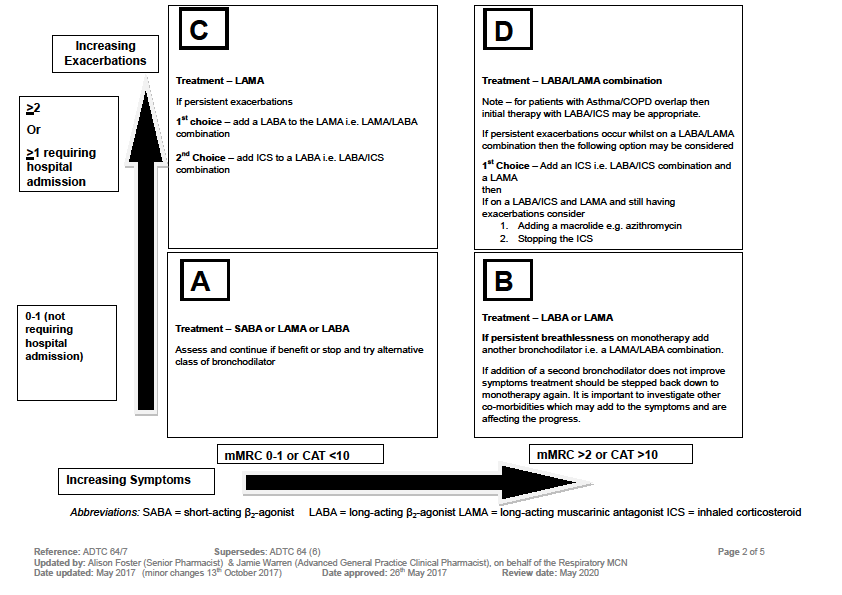 Increasing
Exacerbations
≥2
Or
≥1 requiring
hospital
admission
0-1 (not
requiring
hospital
admission)
C
Treatment – LAMA
If persistent exacerbations
1st choice – add a LABA to the LAMA i.e. LAMA/LABA
combination
2nd Choice – add ICS to a LABA i.e. LABA/ICS
combination
D
Treatment – LABA/LAMA combination
Note – for patients with Asthma/COPD overlap then
initial therapy with LABA/ICS may be appropriate.
If persistent exacerbations occur whilst on a LABA/LAMA
combination then the following option may be considered
1st Choice – Add an ICS i.e. LABA/ICS combination and
a LAMA
then
If on a LABA/ICS and LAMA and still having
exacerbations consider
1. Adding a macrolide e.g. azithromycin
2. Stopping the ICS
A
Treatment – SABA or LAMA or LABA
Assess and continue if benefit or stop and try alternative
class of bronchodilator
B
Treatment – LABA or LAMA
If persistent breathlessness on monotherapy add
another bronchodilator i.e. a LAMA/LABA combination.
If addition of a second bronchodilator does not improve
symptoms treatment should be stepped back down to
monotherapy again. It is important to investigate other
co-morbidities which may add to the symptoms and are
affecting the progress.
mMRC 0-1 or CAT <10
mMRC >2 or CAT >10
Increasing Symptoms
Abbreviations: SABA = short-acting β2-agonist LABA = long-acting β2-agonist LAMA = long-acting muscarinic antagonist ICS = inhaled corticosteroid
Reference: ADTC 64/7 Supersedes: ADTC 64 (6) Page 2 of 5
Updated by: Alison Foster (Senior Pharmacist) & Jamie Warren (Advanced General Practice Clinical Pharmacist), on behalf of the Respiratory MCN
Date updated: May 2017 (minor changes 13th October 2017) Date approved: 26th May 2017 Review date: May 2020